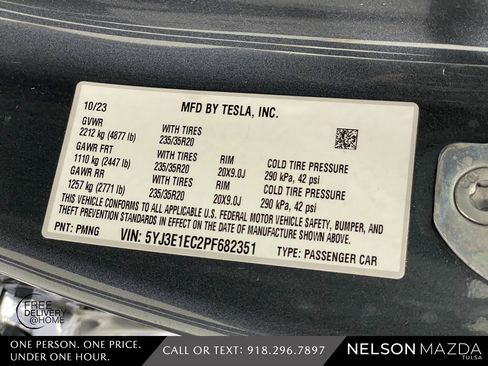 10/23 MFD BY TESLA, INC.
GVWR
2212 kg (4877 lb) WITH TIRES
235/35R20
GAWR FRT
1110 kg (2447 lb) WITH TIRES RIM COLD TIRE PRESSURE
235/35R20 20X9.0J 290 kPa, 42 psi
GAWR RR
1257 kg (2771 lb) WITH TIRES RIM COLD TIRE PRESSURE
235/35R20 20X9.0J 290 kPa, 42 psi
THIS VEHICLE CONFORMS TO ALL APPLICABLE U.S. FEDERAL MOTOR VEHICLE SAFETY, BUMPER, AND
THEFT PREVENTION STANDARDS IN EFFECT ON THE DATE OF MANUFACTURE SHOWN ABOVE.
PNT: PMNG VIN: 5YJ3E1EC2PF682351 TYPE: PASSENGER CAR
FREE
DELIVERY
@HOME
ONE PERSON. ONE PRICE.
UNDER ONE HOUR.
CALL OR TEXT: 918.296.7897
NELSON MAZDA
TULSA